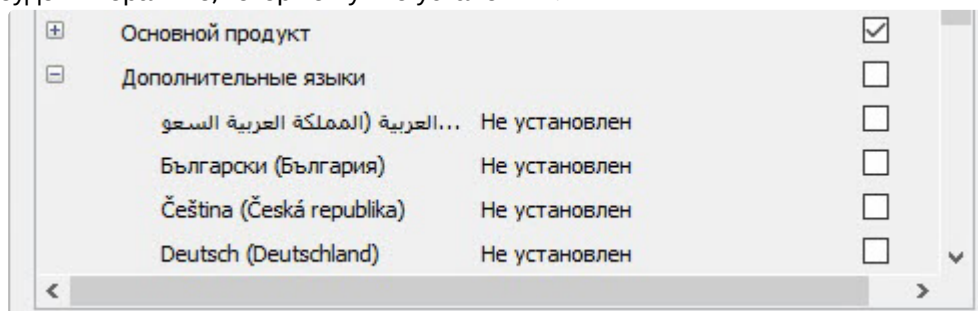 Основной продукт
Дополнительные языки
العربية (المملكة العربية السعو... Не установлен
Български (България) Не установлен
Čeština (Česká republika) Не установлен
Deutsch (Deutschland) Не установлен